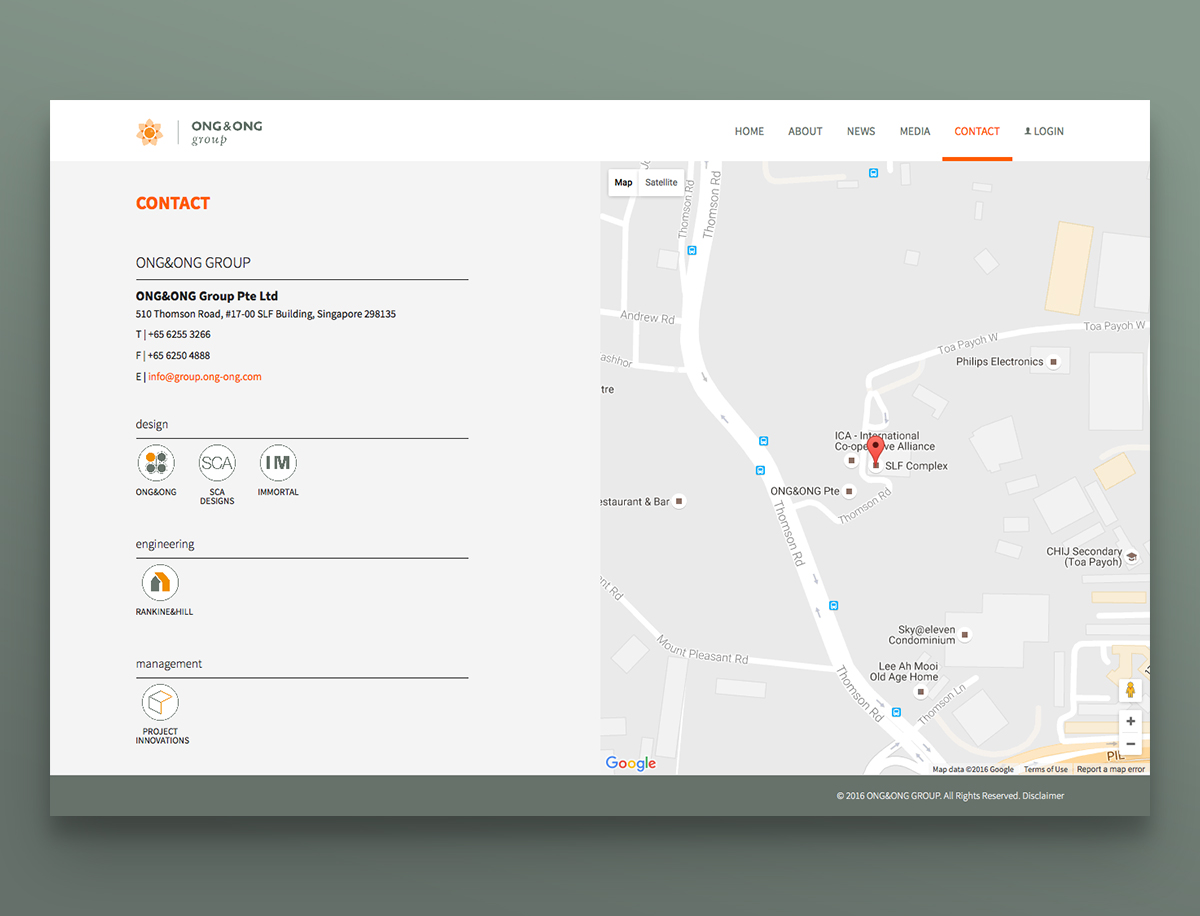 ONG&ONG
group
HOME
ABOUT
NEWS
MEDIA
CONTACT
LOGIN
CONTACT
ONG&ONG GROUP
ONG&ONG Group Pte Ltd
510 Thomson Road, #17-00 SLF Building, Singapore 298135
T | +65 6255 3266
F | +65 6250 4888
E | info@group.ong-ong.com
design
SCA
IM
ONG&ONG
SCA
DESIGNS
IMMORTAL
engineering
RANKINE&HILL
management
PROJECT
INNOVATIONS
Map
Satellite
Thomson Rd
Thomson Rd
Andrew Rd
ashhor
tre
Toa Payoh W
Toa Payoh W
Philips Electronics
ICA - International
Co-operative Alliance
SLF Complex
ONG&ONG Pte
Thomson Rd
estaurant & Bar
Thomson Rd
CHIJ Secondary
(Toa Payoh)
nt Rd
Mount Pleasant Rd
Sky@eleven
Condominium
Lee Ah Mooi
Old Age Home
Thomson Rd
Thomson Ln
+
−
PIE
Google
Map data ©2016 Google
Terms of Use
Report a map error
© 2016 ONG&ONG GROUP. All Rights Reserved. Disclaimer